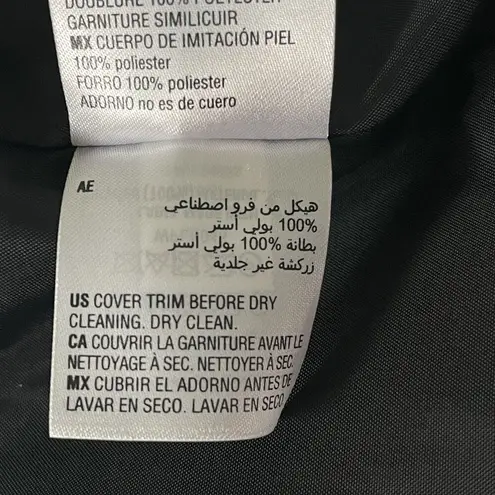 DOUBLURE 100% POLYESTER
GARNITURE SIMILICUIR
MX CUERPO DE IMITACIÓN PIEL
100% poliester
FORRO 100% poliester
ADORNO no es de cuero
AE
هيكل من فرو اصطناعي
100% بولي أستر
بطانة 100% بولي أستر
زركشة غير جلدية
US COVER TRIM BEFORE DRY
CLEANING. DRY CLEAN.
CA COUVRIR LA GARNITURE AVANT LE
NETTOYAGE À SEC. NETTOYER À SEC.
MX CUBRIR EL ADORNO ANTES DE
LAVAR EN SECO. LAVAR EN SECO.